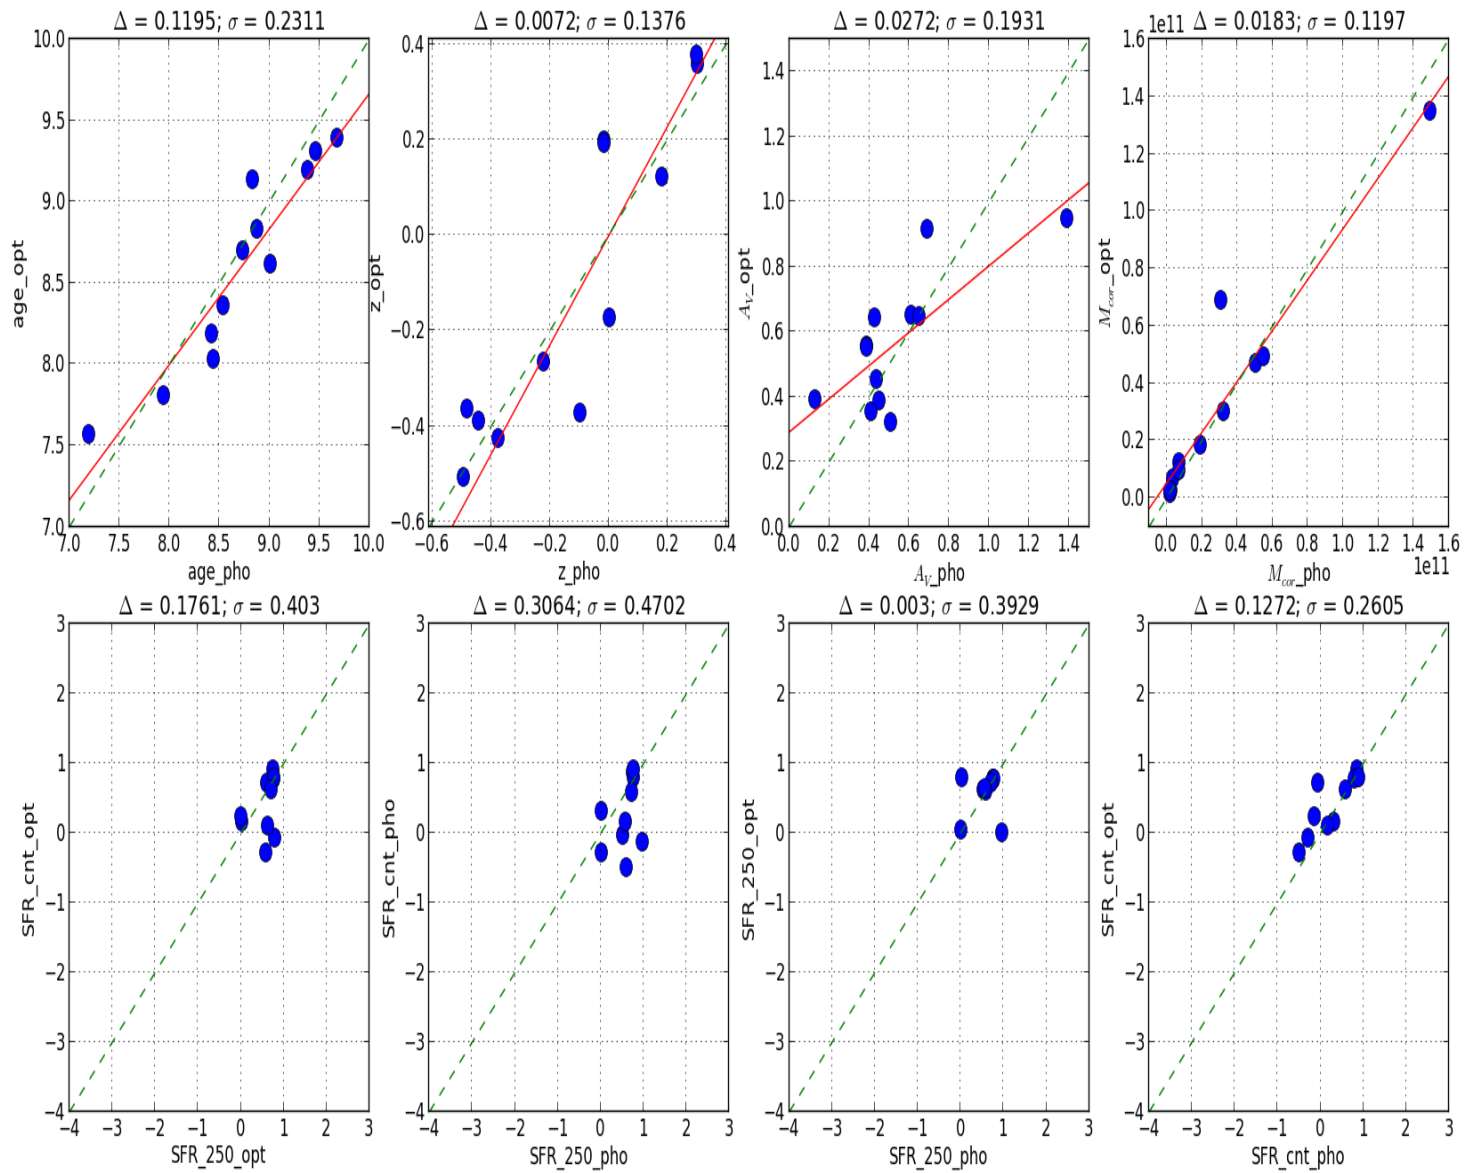 Δ = 0.1195; σ = 0.2311
Δ = 0.0072; σ = 0.1376
Δ = 0.0272; σ = 0.1931
1e11 Δ = 0.0183; σ = 0.1197
10.0
9.5
9.0
8.5
8.0
7.5
7.0
age_opt
7.0 7.5 8.0 8.5 9.0 9.5 10.0
age_pho
0.4
0.2
0.0
−0.2
−0.4
−0.6
z_opt
−0.6 −0.4 −0.2 0.0 0.2 0.4
z_pho
1.4
1.2
1.0
0.8
0.6
0.4
0.2
0.0
A_V_opt
0.0 0.2 0.4 0.6 0.8 1.0 1.2 1.4
A_V_pho
1.6
1.4
1.2
1.0
0.8
0.6
0.4
0.2
0.0
M_cor_opt
0.0 0.2 0.4 0.6 0.8 1.0 1.2 1.4 1.6
1e11
M_cor_pho
Δ = 0.1761; σ = 0.403
Δ = 0.3064; σ = 0.4702
Δ = 0.003; σ = 0.3929
Δ = 0.1272; σ = 0.2605
3
2
1
0
−1
−2
−3
−4
SFR_cnt_opt
−4 −3 −2 −1 0 1 2 3
SFR_250_opt
3
2
1
0
−1
−2
−3
−4
SFR_cnt_pho
−4 −3 −2 −1 0 1 2 3
SFR_250_pho
3
2
1
0
−1
−2
−3
−4
SFR_250_opt
−4 −3 −2 −1 0 1 2 3
SFR_250_pho
3
2
1
0
−1
−2
−3
−4
SFR_cnt_opt
−4 −3 −2 −1 0 1 2 3
SFR_cnt_pho